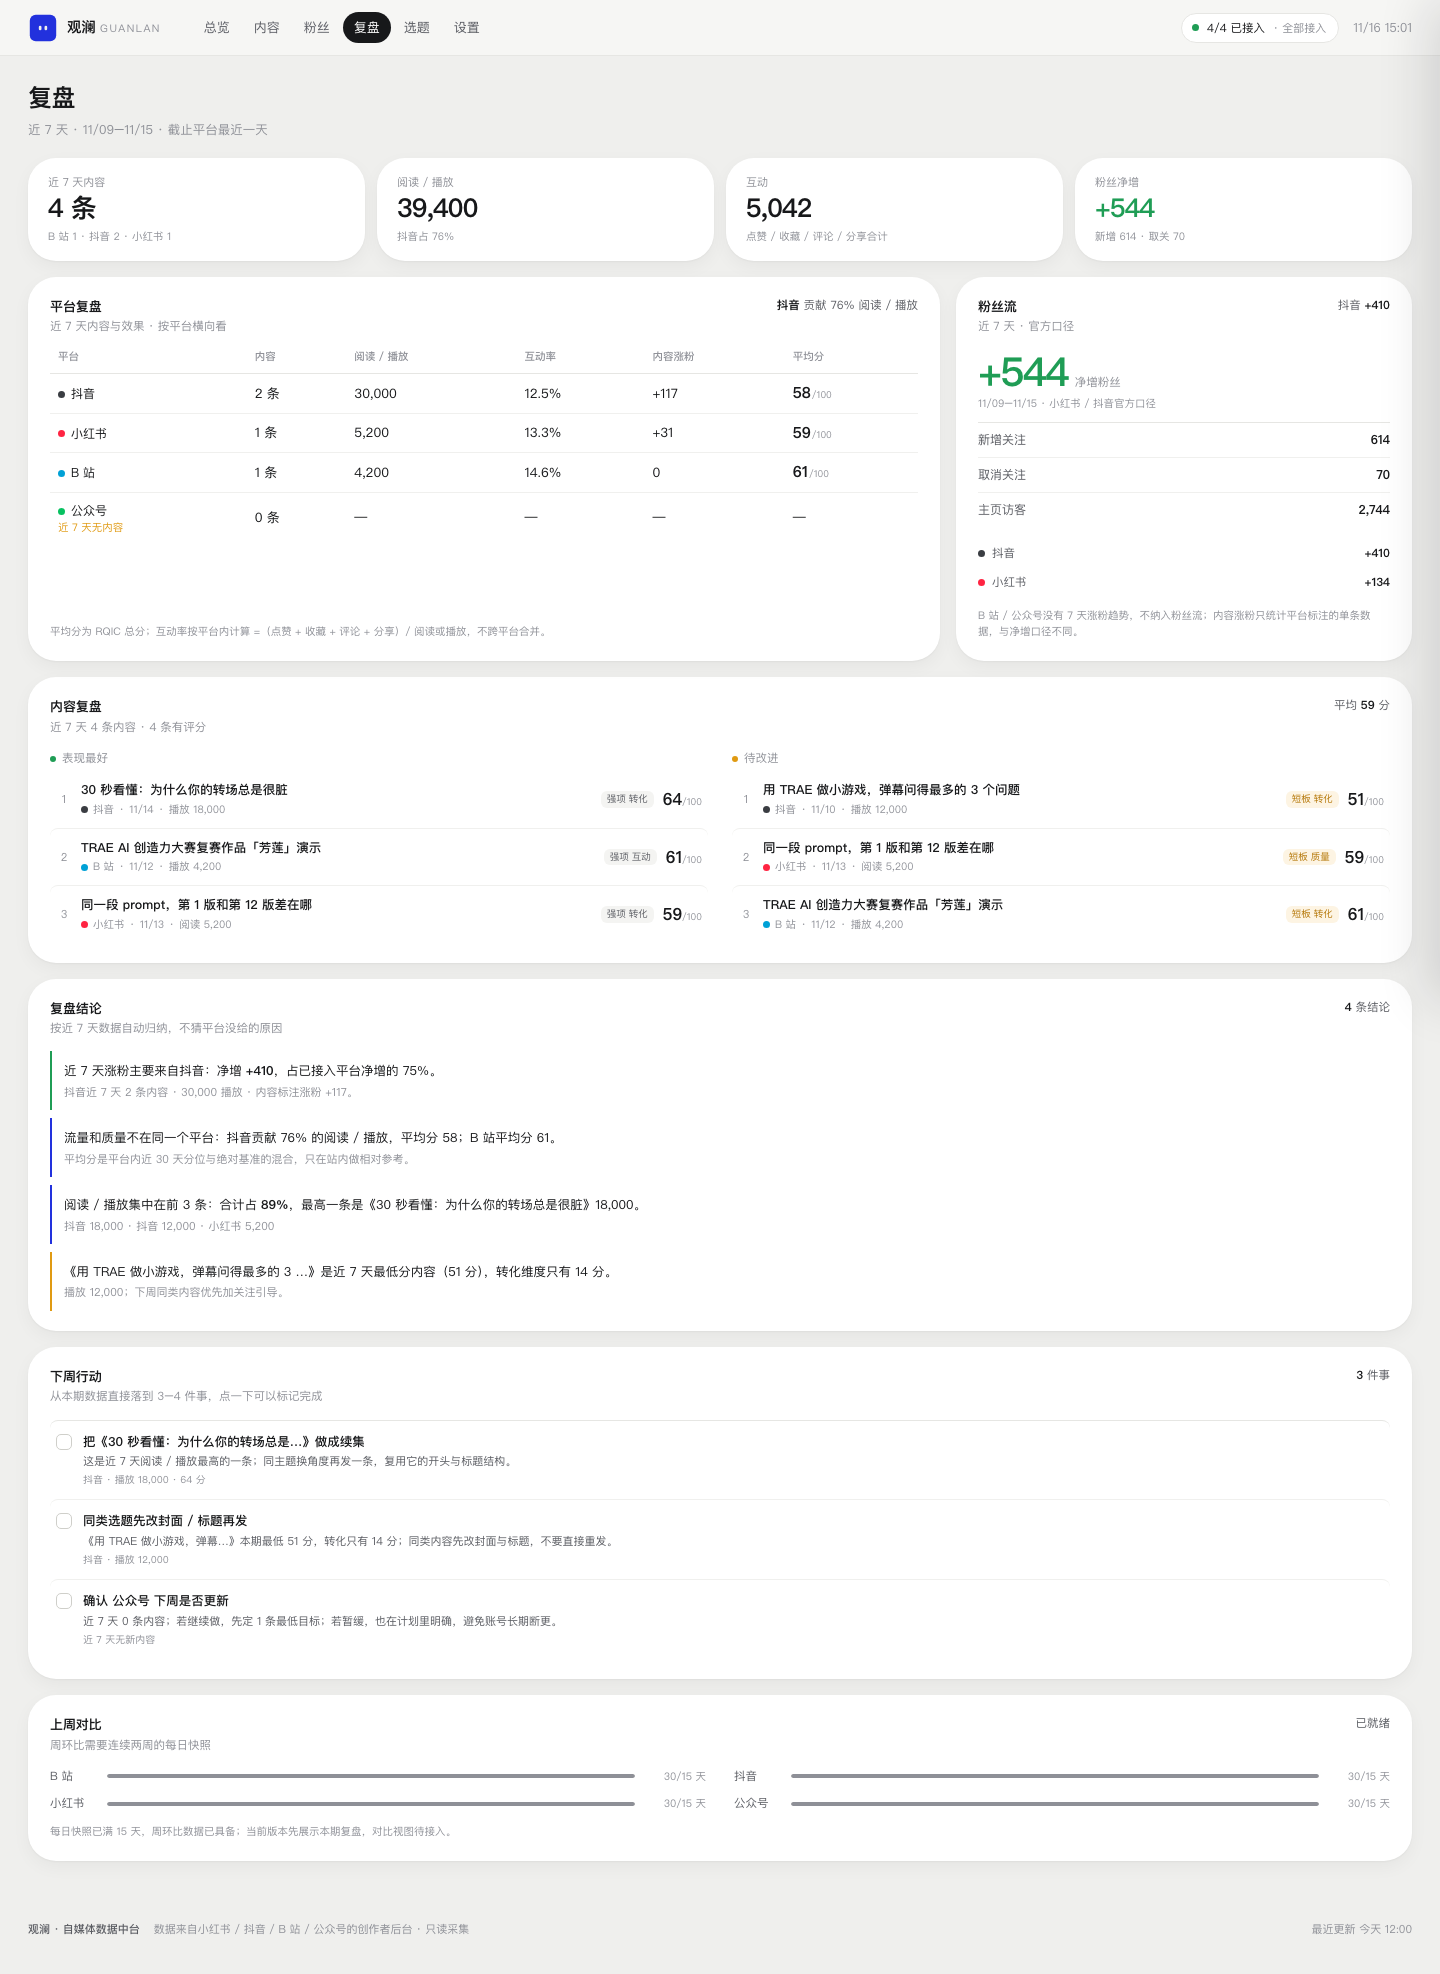 观澜 GUANLAN 总览 内容 粉丝 复盘 选题 设置 4/4 已接入 · 全部接入 11/16 15:01
复盘
近 7 天 · 11/09—11/15 · 截止平台最近一天
近 7 天内容
4 条
B 站 1 · 抖音 2 · 小红书 1
阅读 / 播放
39,400
抖音占 76%
互动
5,042
点赞 / 收藏 / 评论 / 分享合计
粉丝净增
+544
新增 614 · 取关 70
平台复盘
近 7 天内容与效果 · 按平台横向看
抖音 贡献 76% 阅读 / 播放
平台 内容 阅读 / 播放 互动率 内容涨粉 平均分
抖音 2 条 30,000 12.5% +117 58/100
小红书 1 条 5,200 13.3% +31 59/100
B 站 1 条 4,200 14.6% 0 61/100
公众号 0 条 — — — —
近 7 天无内容
平均分为 RQIC 总分；互动率按平台内计算 =（点赞 + 收藏 + 评论 + 分享）/ 阅读或播放，不跨平台合并。
粉丝流
近 7 天 · 官方口径
抖音 +410
+544 净增粉丝
11/09—11/15 · 小红书 / 抖音官方口径
新增关注 614
取消关注 70
主页访客 2,744
抖音 +410
小红书 +134
B 站 / 公众号没有 7 天涨粉趋势，不纳入粉丝流；内容涨粉只统计平台标注的单条数
据，与净增口径不同。
内容复盘
近 7 天 4 条内容 · 4 条有评分
平均 59 分
表现最好
1 30 秒看懂：为什么你的转场总是很脏 强项 转化 64/100
抖音 · 11/14 · 播放 18,000
2 TRAE AI 创造力大赛复赛作品「芳莲」演示 强项 互动 61/100
B 站 · 11/12 · 播放 4,200
3 同一段 prompt，第 1 版和第 12 版差在哪 强项 转化 59/100
小红书 · 11/13 · 阅读 5,200
待改进
1 用 TRAE 做小游戏，弹幕问得最多的 3 个问题 短板 转化 51/100
抖音 · 11/10 · 播放 12,000
2 同一段 prompt，第 1 版和第 12 版差在哪 短板 质量 59/100
小红书 · 11/13 · 阅读 5,200
3 TRAE AI 创造力大赛复赛作品「芳莲」演示 短板 转化 61/100
B 站 · 11/12 · 播放 4,200
复盘结论
按近 7 天数据自动归纳，不猜平台没给的原因
4 条结论
近 7 天涨粉主要来自抖音：净增 +410，占已接入平台净增的 75%。
抖音近 7 天 2 条内容 · 30,000 播放 · 内容标注涨粉 +117。
流量和质量不在同一个平台：抖音贡献 76% 的阅读 / 播放，平均分 58；B 站平均分 61。
平均分是平台内近 30 天分位与绝对基准的混合，只在站内做相对参考。
阅读 / 播放集中在前 3 条：合计占 89%，最高一条是《30 秒看懂：为什么你的转场总是很脏》18,000。
抖音 18,000 · 抖音 12,000 · 小红书 5,200
《用 TRAE 做小游戏，弹幕问得最多的 3 …》是近 7 天最低分内容（51 分），转化维度只有 14 分。
播放 12,000；下周同类内容优先加关注引导。
下周行动
从本期数据直接落到 3—4 件事，点一下可以标记完成
3 件事
把《30 秒看懂：为什么你的转场总是…》做成续集
这是近 7 天阅读 / 播放最高的一条；同主题换角度再发一条，复用它的开头与标题结构。
抖音 · 播放 18,000 · 64 分
同类选题先改封面 / 标题再发
《用 TRAE 做小游戏，弹幕…》本期最低 51 分，转化只有 14 分；同类内容先改封面与标题，不要直接重发。
抖音 · 播放 12,000
确认 公众号 下周是否更新
近 7 天 0 条内容；若继续做，先定 1 条最低目标；若暂缓，也在计划里明确，避免账号长期断更。
近 7 天无新内容
上周对比
周环比需要连续两周的每日快照
已就绪
B 站 30/15 天 抖音 30/15 天
小红书 30/15 天 公众号 30/15 天
每日快照已满 15 天，周环比数据已具备；当前版本先展示本期复盘，对比视图待接入。
观澜 · 自媒体数据中台 数据来自小红书 / 抖音 / B 站 / 公众号的创作者后台 · 只读采集 最近更新 今天 12:00